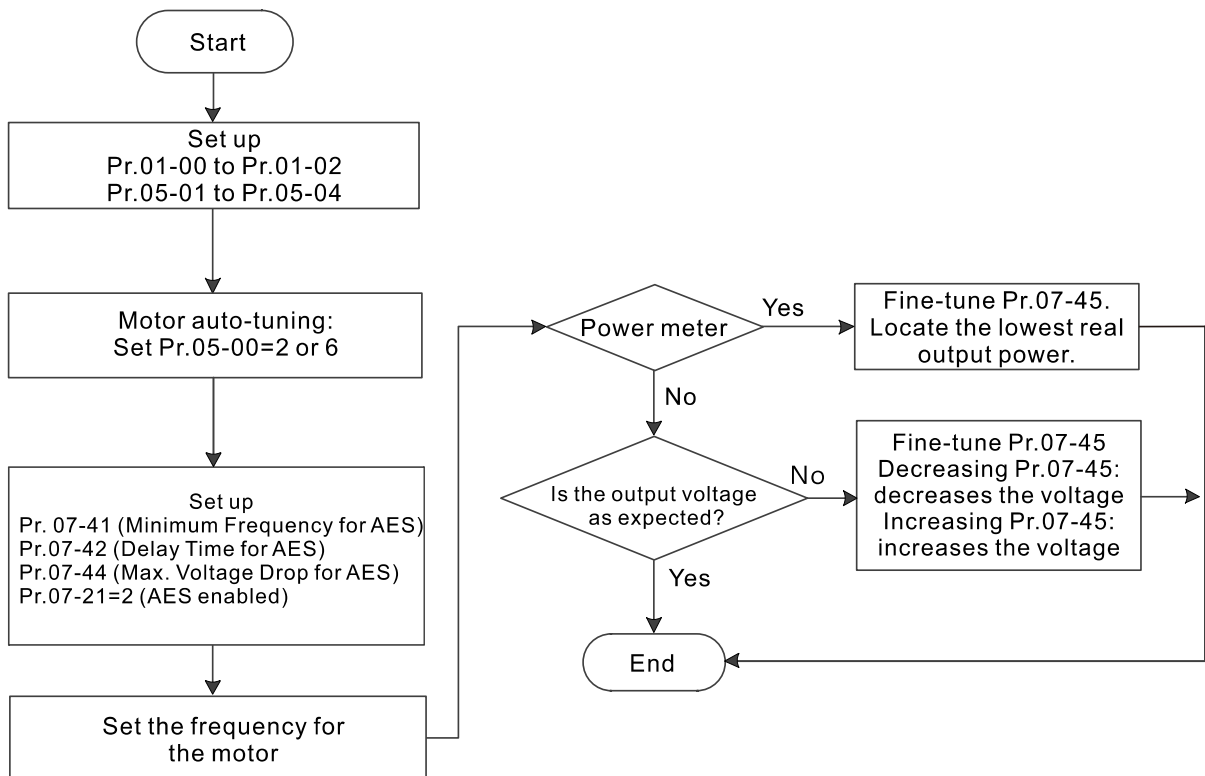 Start
Set up
Pr.01-00 to Pr.01-02
Pr.05-01 to Pr.05-04
Motor auto-tuning:
Set Pr.05-00=2 or 6
Set up
Pr. 07-41 (Minimum Frequency for AES)
Pr.07-42 (Delay Time for AES)
Pr.07-44 (Max. Voltage Drop for AES)
Pr.07-21=2 (AES enabled)
Set the frequency for
the motor
Power meter
Yes
Fine-tune Pr.07-45.
Locate the lowest real
output power.
No
Is the output voltage
as expected?
No
Fine-tune Pr.07-45
Decreasing Pr.07-45:
decreases the voltage
Increasing Pr.07-45:
increases the voltage
Yes
End